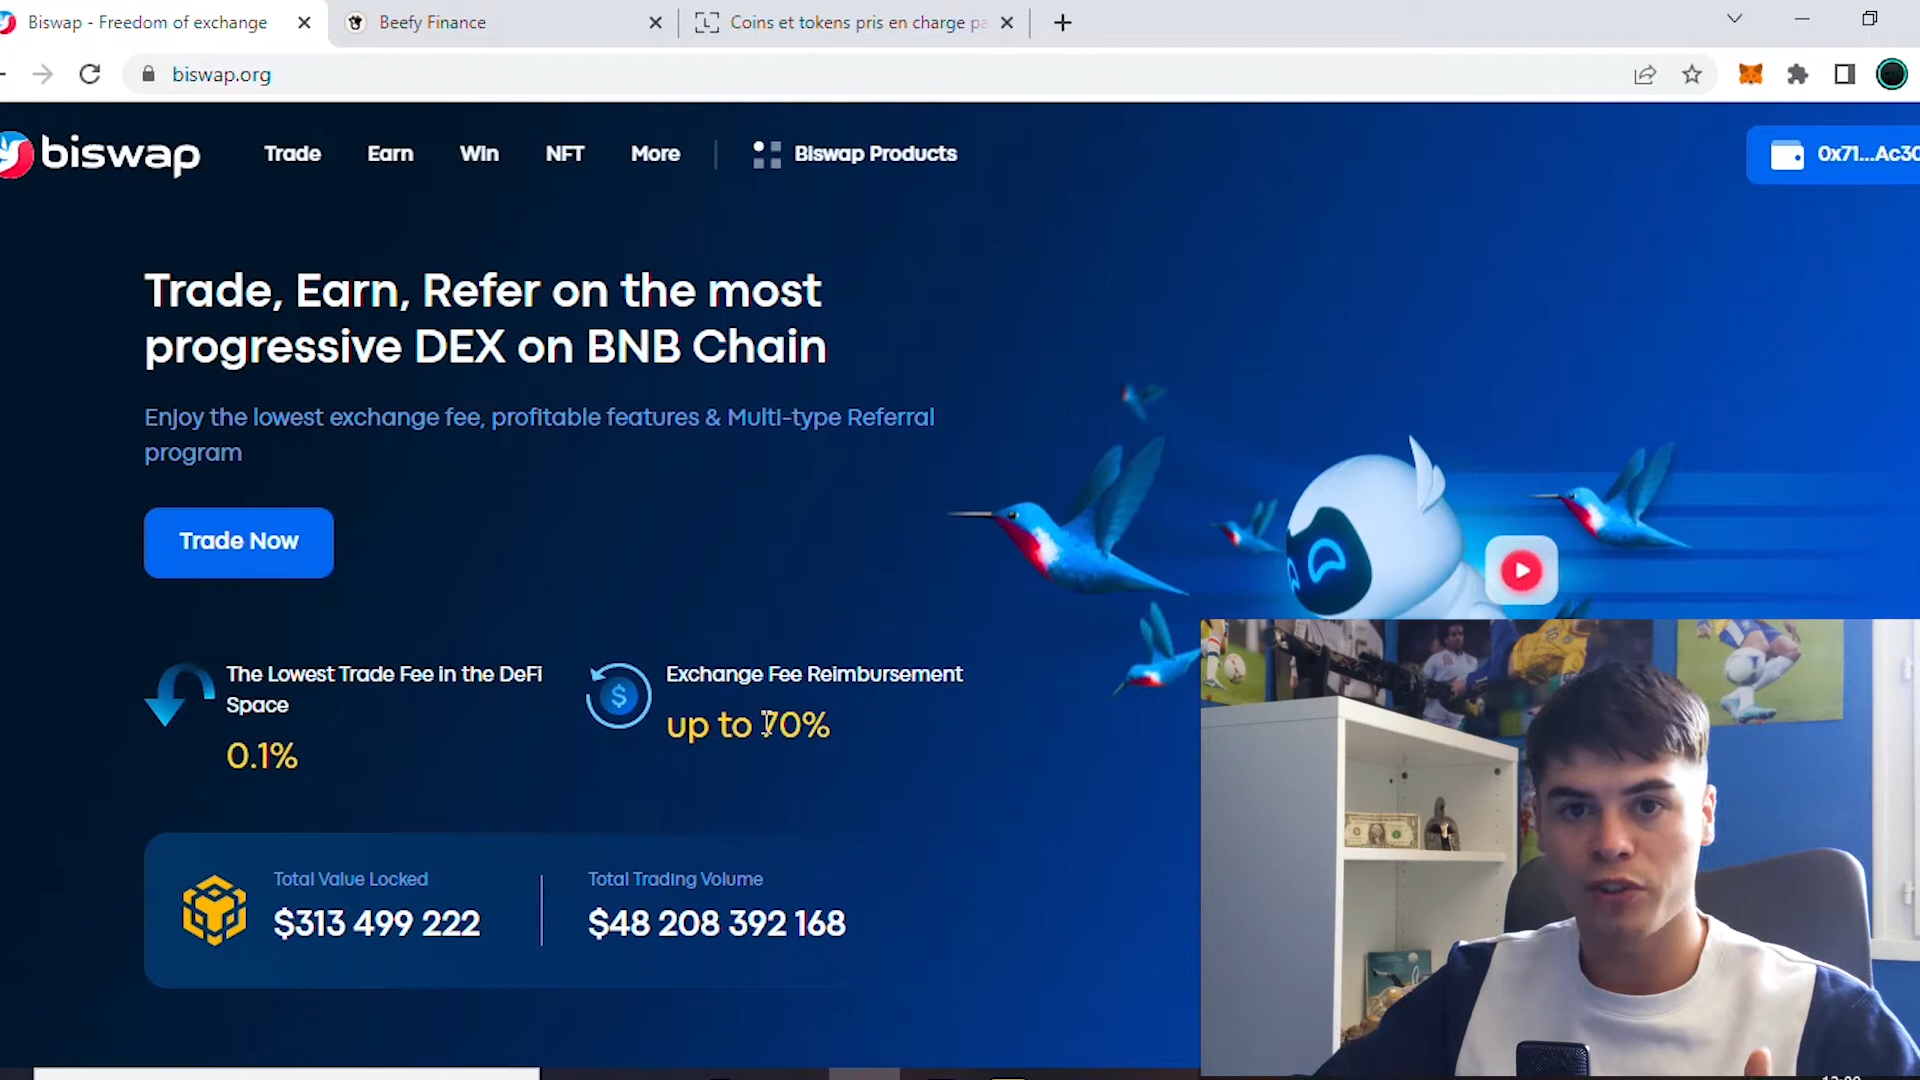 Biswap - Freedom of exchange
Beefy Finance
Coins et tokens pris en charge pa
biswap.org
biswap
Trade
Earn
Win
NFT
More
Biswap Products
0x71...Ac30
Trade, Earn, Refer on the most
progressive DEX on BNB Chain
Enjoy the lowest exchange fee, profitable features & Multi-type Referral
program
Trade Now
The Lowest Trade Fee in the DeFi
Space
0.1%
Exchange Fee Reimbursement
up to 70%
Total Value Locked
$313 499 222
Total Trading Volume
$48 208 392 168